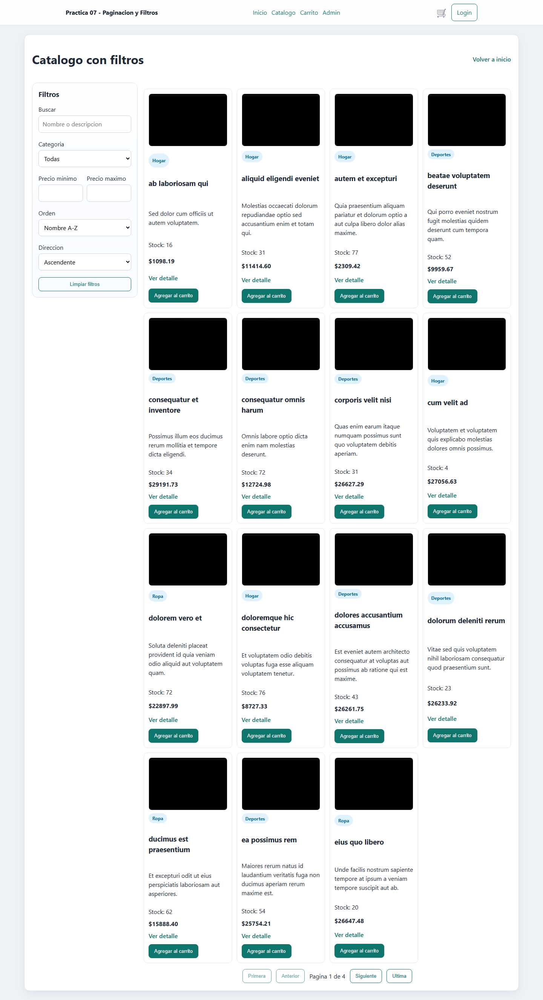 Practica 07 - Paginacion y Filtros
Inicio Catalogo Carrito Admin
Login
Catalogo con filtros
Volver a inicio
Filtros
Buscar
Nombre o descripcion
Categoria
Todas
Precio minimo Precio maximo
Orden
Nombre A-Z
Direccion
Ascendente
Limpiar filtros
Hogar
ab laboriosam qui
Sed dolor cum officiis ut
autem voluptatem.
Stock: 16
$1098.19
Ver detalle
Agregar al carrito
Hogar
aliquid eligendi eveniet
Molestias occaecati dolorum
repudiandae optio sed
accusantium enim et totam
qui.
Stock: 31
$11414.60
Ver detalle
Agregar al carrito
Hogar
autem et excepturi
Quia praesentium aliquam
pariatur et dolorum optio a
aut culpa libero dolor alias
maxime.
Stock: 77
$2309.42
Ver detalle
Agregar al carrito
Deportes
beatae voluptatem
deserunt
Qui porro eveniet nostrum
fugit molestias quidem
deserunt cum tempora
quam.
Stock: 52
$9959.67
Ver detalle
Agregar al carrito
Deportes
consequatur et
inventore
Possimus illum eos ducimus
rerum mollitia et tempore
dicta eligendi.
Stock: 34
$29191.73
Ver detalle
Agregar al carrito
Deportes
consequatur omnis
harum
Omnis labore optio dicta
enim nam molestias
deserunt.
Stock: 72
$12724.98
Ver detalle
Agregar al carrito
Deportes
corporis velit nisi
Quas enim earum itaque
numquam possimus sunt
quo voluptatem debitis
aperiam.
Stock: 31
$26627.29
Ver detalle
Agregar al carrito
Hogar
cum velit ad
Voluptatem et voluptatem
quis explicabo molestias
dolores omnis possimus.
Stock: 4
$27056.63
Ver detalle
Agregar al carrito
Ropa
dolorem vero et
Soluta deleniti placeat
provident id quia veniam
odio aliquid aut voluptatem
quam.
Stock: 72
$22897.99
Ver detalle
Agregar al carrito
Hogar
doloremque hic
consectetur
Et voluptatem odio debitis
voluptas fuga esse aliquam
voluptatem tenetur.
Stock: 76
$8727.33
Ver detalle
Agregar al carrito
Deportes
dolores accusantium
accusamus
Est eveniet autem architecto
consequatur at voluptas aut
possimus ab ratione qui est
maxime.
Stock: 43
$26261.75
Ver detalle
Agregar al carrito
Deportes
dolorum deleniti rerum
Vitae sed quis voluptatem
nihil laboriosam consequatur
quod praesentium sunt.
Stock: 23
$26233.92
Ver detalle
Agregar al carrito
Ropa
ducimus est
praesentium
Et excepturi odit ut eius
perspiciatis laboriosam aut
asperiores.
Stock: 62
$15888.40
Ver detalle
Agregar al carrito
Deportes
ea possimus rem
Maiores rerum natus id
laudantium veritatis fuga non
ducimus aperiam rerum
maxime est.
Stock: 54
$25754.21
Ver detalle
Agregar al carrito
Ropa
eius quo libero
Unde facilis nostrum sapiente
tempore at ipsum a veniam
tempore suscipit aut ab.
Stock: 20
$26647.48
Ver detalle
Agregar al carrito
Primera Anterior Pagina 1 de 4 Siguiente Ultima